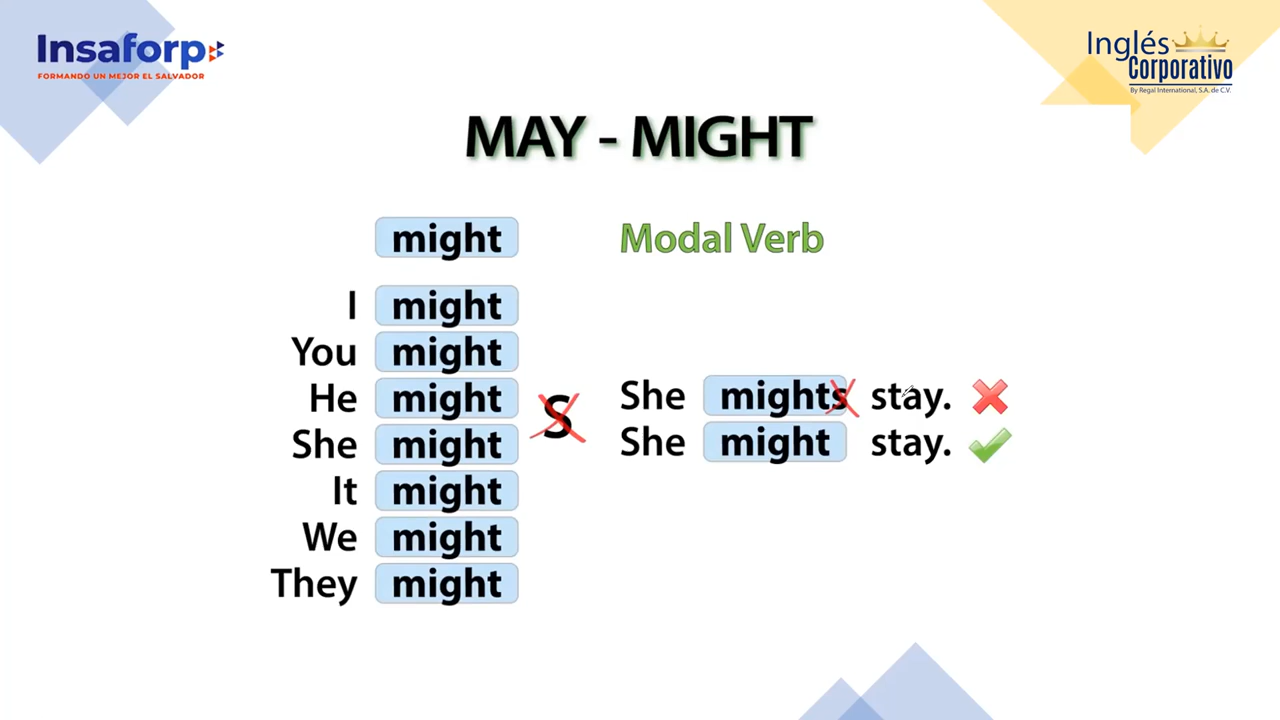 Insaforp
FORMANDO UN MEJOR EL SALVADOR
Inglés
Corporativo
By Regal International, S.A. de C.V.
MAY - MIGHT
might Modal Verb
I might
You might
He might
She might
It might
We might
They might
S
She mights stay.
She might stay.